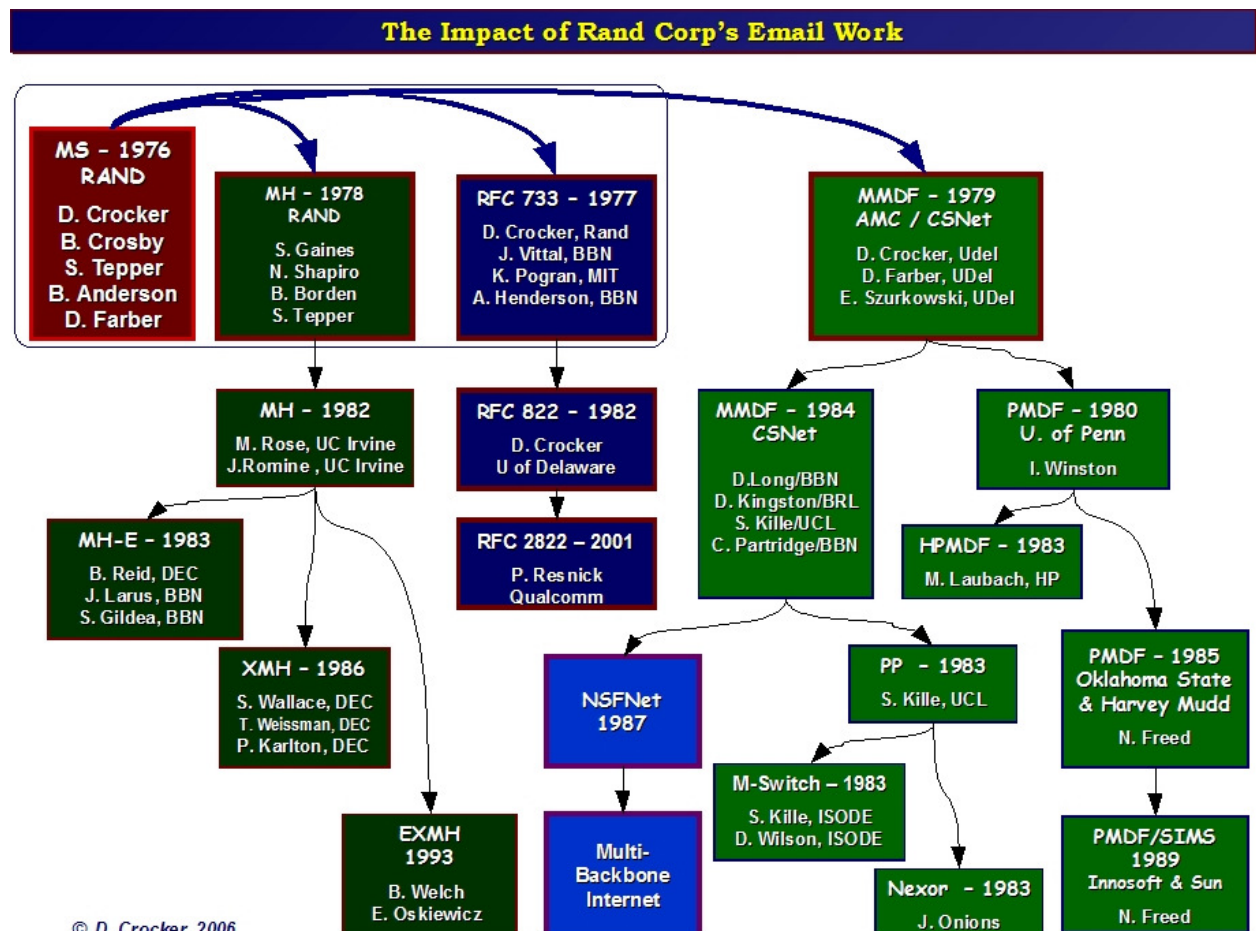 The Impact of Rand Corp's Email Work
MS – 1976
RAND
D. Crocker
B. Crosby
S. Tepper
B. Anderson
D. Farber
MH – 1978
RAND
S. Gaines
N. Shapiro
B. Borden
S. Tepper
RFC 733 – 1977
D. Crocker, Rand
J. Vittal, BBN
K. Pogran, MIT
A. Henderson, BBN
MMDF – 1979
AMC / CSNet
D. Crocker, Udel
D. Farber, UDel
E. Szurkowski, UDel
MH – 1982
M. Rose, UC Irvine
J.Romine , UC Irvine
RFC 822 – 1982
D. Crocker
U of Delaware
MMDF – 1984
CSNet
D.Long/BBN
D. Kingston/BRL
S. Kille/UCL
C. Partridge/BBN
PMDF – 1980
U. of Penn
I. Winston
MH-E – 1983
B. Reid, DEC
J. Larus, BBN
S. Gildea, BBN
RFC 2822 – 2001
P. Resnick
Qualcomm
HPMDF – 1983
M. Laubach, HP
XMH – 1986
S. Wallace, DEC
T. Weissman, DEC
P. Karlton, DEC
NSFNet
1987
PP – 1983
S. Kille, UCL
PMDF – 1985
Oklahoma State
& Harvey Mudd
N. Freed
M-Switch – 1983
S. Kille, ISODE
D. Wilson, ISODE
EXMH
1993
B. Welch
E. Oskiewicz
Multi-
Backbone
Internet
Nexor – 1983
J. Onions
PMDF/SIMS
1989
Innosoft & Sun
N. Freed
© D. Crocker, 2006